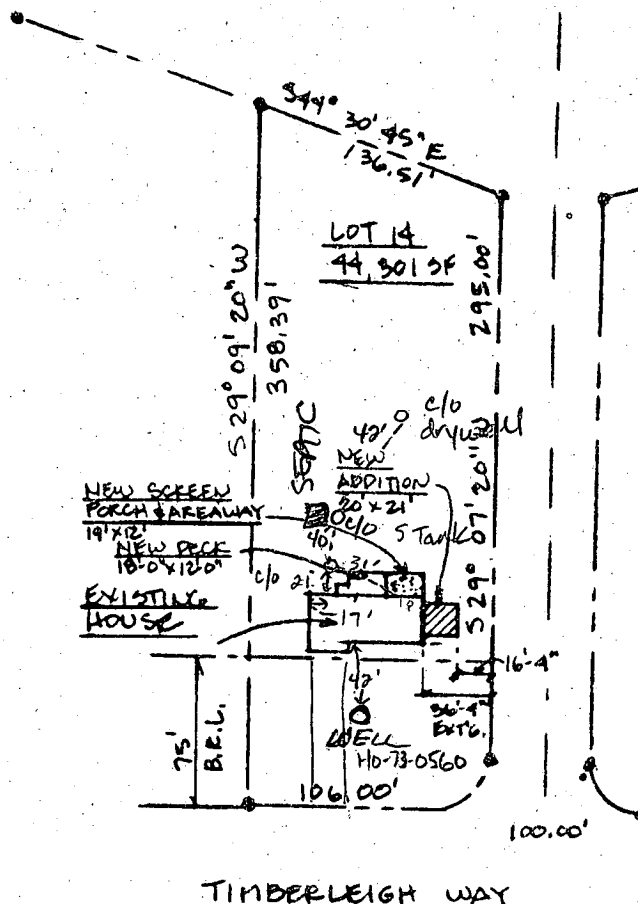 S44°
30' 45" E
136.51'
LOT 14
44,301 SF
S 29° 09' 20" W
358.39'
295.00'
S 29° 07' 20" W
SEPTIC
42'
c/o
drywell
NEW
ADDITION
20' x 21'
NEW SCREEN
PORCH & AREAWAY
19' x 12'
c/o
40'
S Tank
NEW DECK
18'-0" x 12'-0"
c/o
21'
31'
EXISTING
HOUSE
17'
16'-4"
42'
36'-4"
EXT'G.
75'
B.R.L.
WELL
HO-73-0560
106.00'
100.00'
TIMBERLEIGH WAY